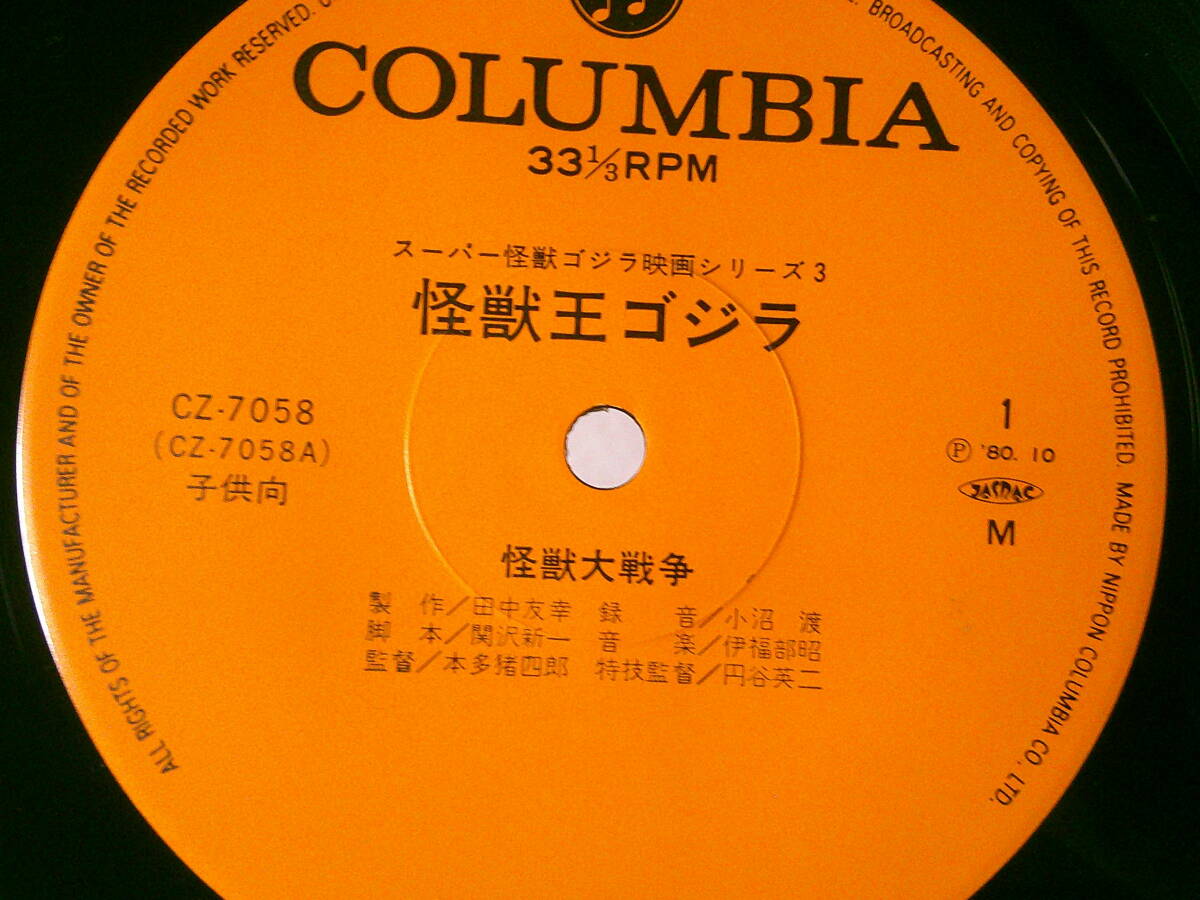 COLUMBIA
33 1/3 RPM
スーパー怪獣ゴジラ映画シリーズ3
怪獣王ゴジラ
CZ-7058
(CZ-7058A)
子供向
1
Ⓟ '80. 10
JASRAC
M
怪獣大戦争
製 作／田中友幸 録 音／小沼 渡
脚 本／関沢新一 音 楽／伊福部昭
監督／本多猪四郎 特技監督／円谷英二
ALL RIGHTS OF THE MANUFACTURER AND OF THE OWNER OF THE RECORDED WORK RESERVED.
BROADCASTING AND COPYING OF THIS RECORD PROHIBITED. MADE BY NIPPON COLUMBIA CO., LTD.